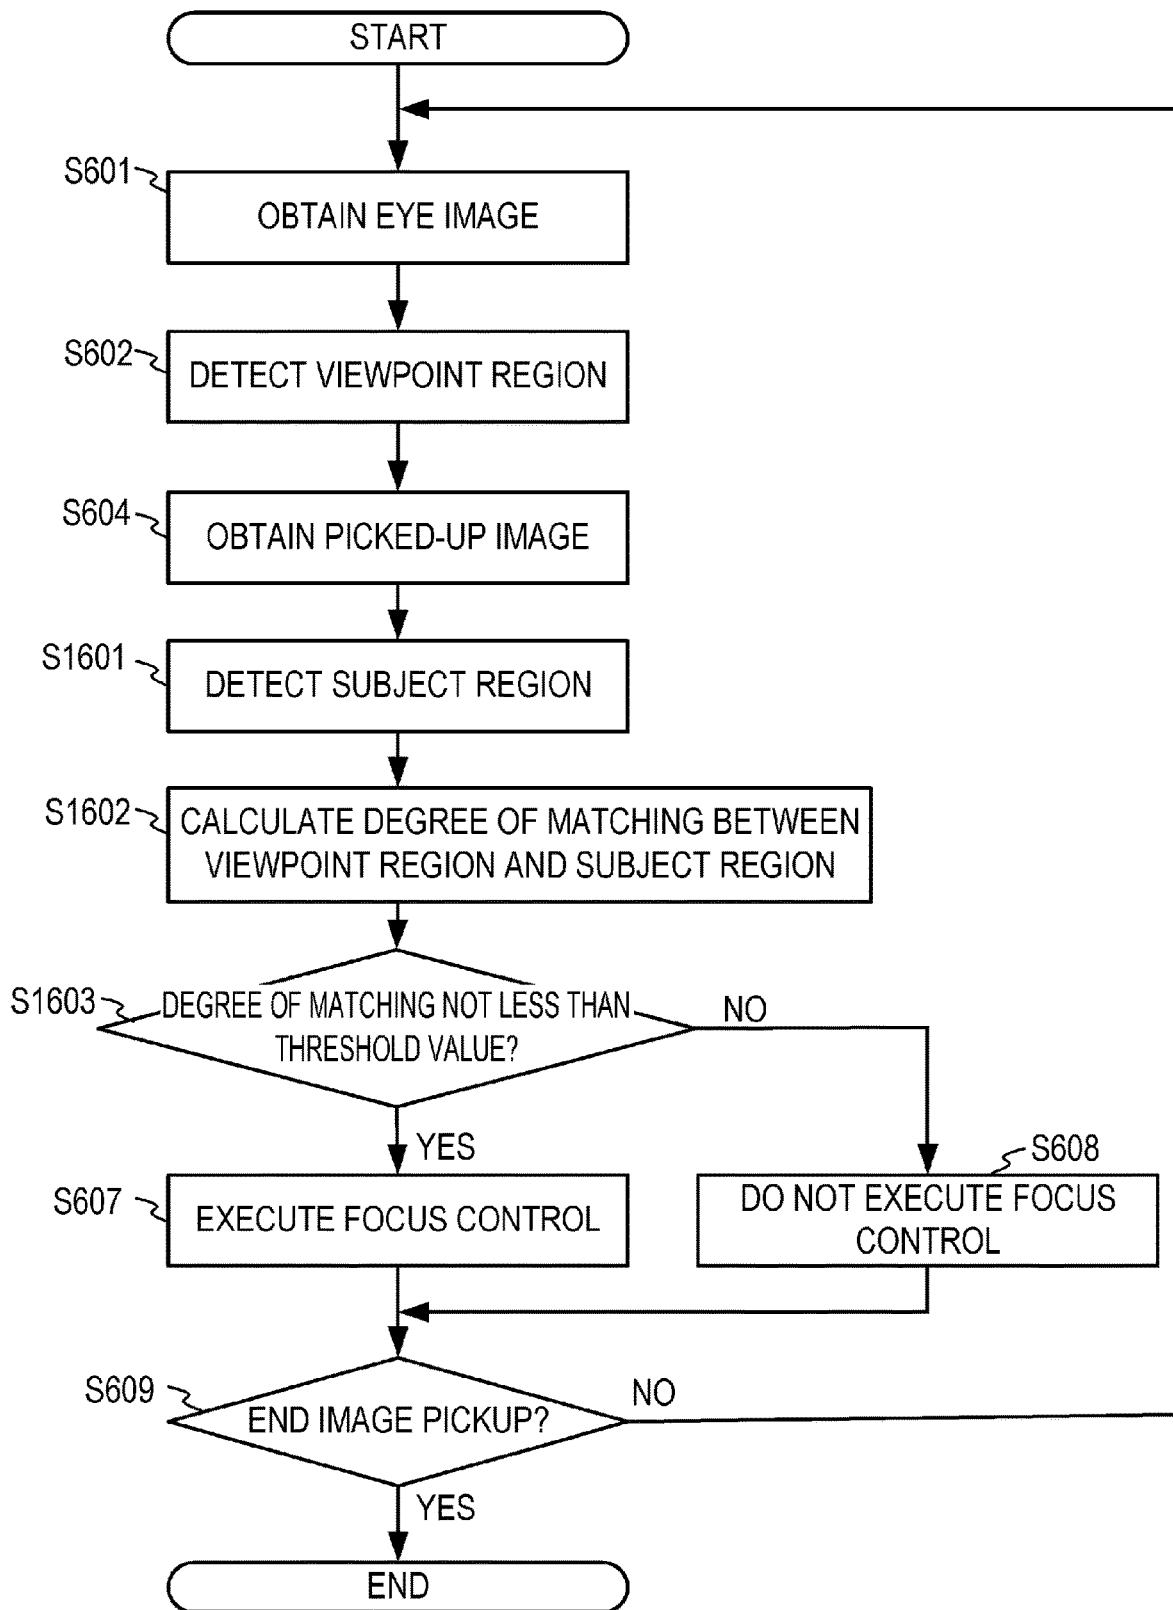 START
S601
OBTAIN EYE IMAGE
S602
DETECT VIEWPOINT REGION
S604
OBTAIN PICKED-UP IMAGE
S1601
DETECT SUBJECT REGION
S1602
CALCULATE DEGREE OF MATCHING BETWEEN
VIEWPOINT REGION AND SUBJECT REGION
S1603
DEGREE OF MATCHING NOT LESS THAN
THRESHOLD VALUE?
NO
YES
S607
EXECUTE FOCUS CONTROL
S608
DO NOT EXECUTE FOCUS
CONTROL
S609
END IMAGE PICKUP?
NO
YES
END